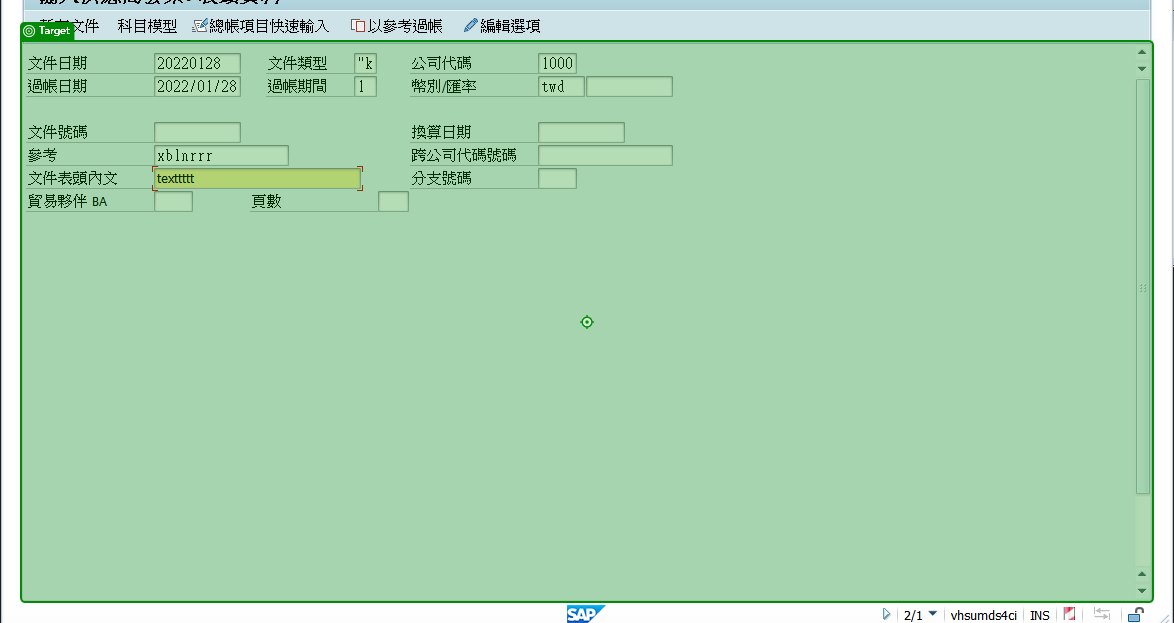 Target
文件 科目模型 總帳項目快速輸入 以參考過帳 編輯選項
文件日期 20220128 文件類型 "k 公司代碼 1000
過帳日期 2022/01/28 過帳期間 1 幣別/匯率 twd
文件號碼 換算日期
參考 xblnrrr 跨公司代碼號碼
文件表頭內文 texttttt 分支號碼
貿易夥伴 BA 頁數
SAP 2/1 vhsumds4ci INS